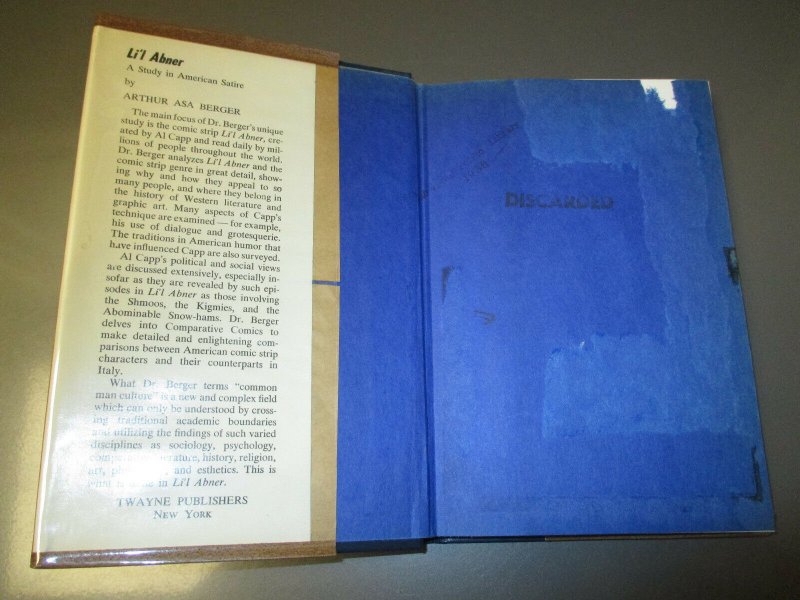 Li'l Abner
A Study in American Satire
by
ARTHUR ASA BERGER
The main focus of Dr. Berger's unique
study is the comic strip Li'l Abner, cre-
ated by Al Capp and read daily by mil-
lions of people throughout the world.
Dr. Berger analyzes Li'l Abner and the
comic strip genre in great detail, show-
ing why and how they appeal to so
many people, and where they belong in
the history of Western literature and
graphic art. Many aspects of Capp's
technique are examined — for example,
his use of dialogue and grotesquerie.
The traditions in American humor that
have influenced Capp are also surveyed.
Al Capp's political and social views
are discussed extensively, especially in-
sofar as they are revealed by such epi-
sodes in Li'l Abner as those involving
the Shmoos, the Kigmies, and the
Abominable Snow-hams. Dr. Berger
delves into Comparative Comics to
make detailed and enlightening com-
parisons between American comic strip
characters and their counterparts in
Italy.
What Dr. Berger terms "common
man culture" is a new and complex field
which can only be understood by cross-
ing traditional academic boundaries
and utilizing the findings of such varied
disciplines as sociology, psychology,
literature, history, religion,
art, and esthetics. This is
what is done in Li'l Abner.
TWAYNE PUBLISHERS
NEW YORK
DISCARDED